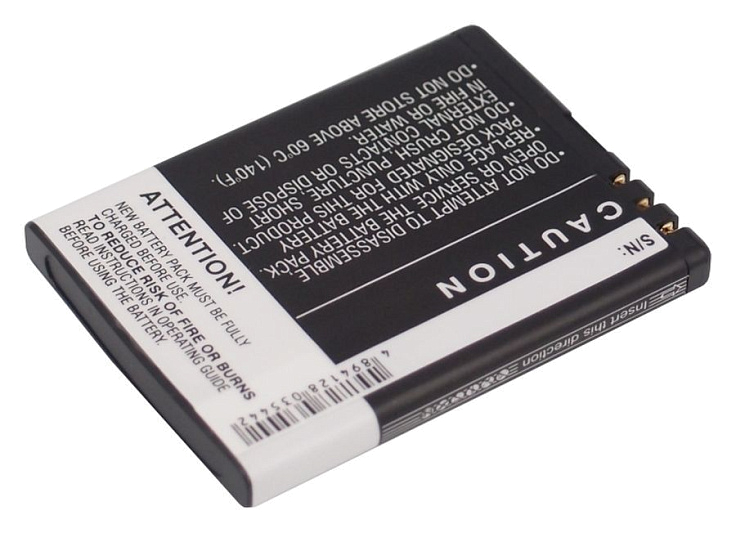 CAUTION
•DO NOT ATTEMPT TO DISASSEMBLE
OPEN OR SERVICE THE BATTERY PACK.
•REPLACE ONLY WITH THE BATTERY
PACK DESIGNATED FOR THIS PRODUCT.
•DO NOT CRUSH, PUNCTURE, SHORT
EXTERNAL CONTACTS OR DISPOSE OF
IN FIRE OR WATER.
•DO NOT STORE ABOVE 60°C (140°F).
S/N:
ATTENTION!
NEW BATTERY PACK MUST BE FULLY
CHARGED BEFORE USE.
TO REDUCE RISK OF FIRE OR BURNS
READ INSTRUCTIONS IN OPERATING GUIDE
BEFORE USING THE BATTERY.
4894128035442
Insert this direction